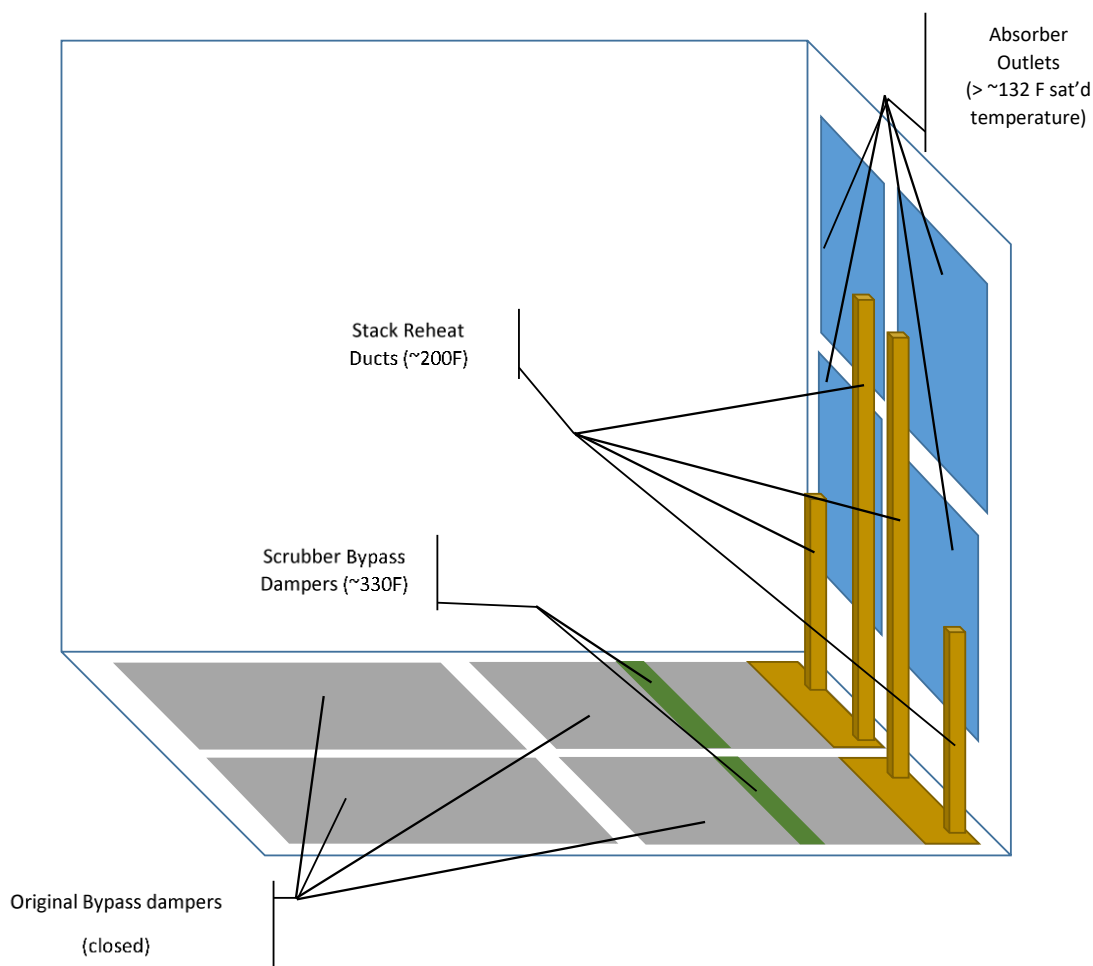 Absorber
Outlets
(> ~132 F sat’d
temperature)
Stack Reheat
Ducts (~200F)
Scrubber Bypass
Dampers (~330F)
Original Bypass dampers
(closed)